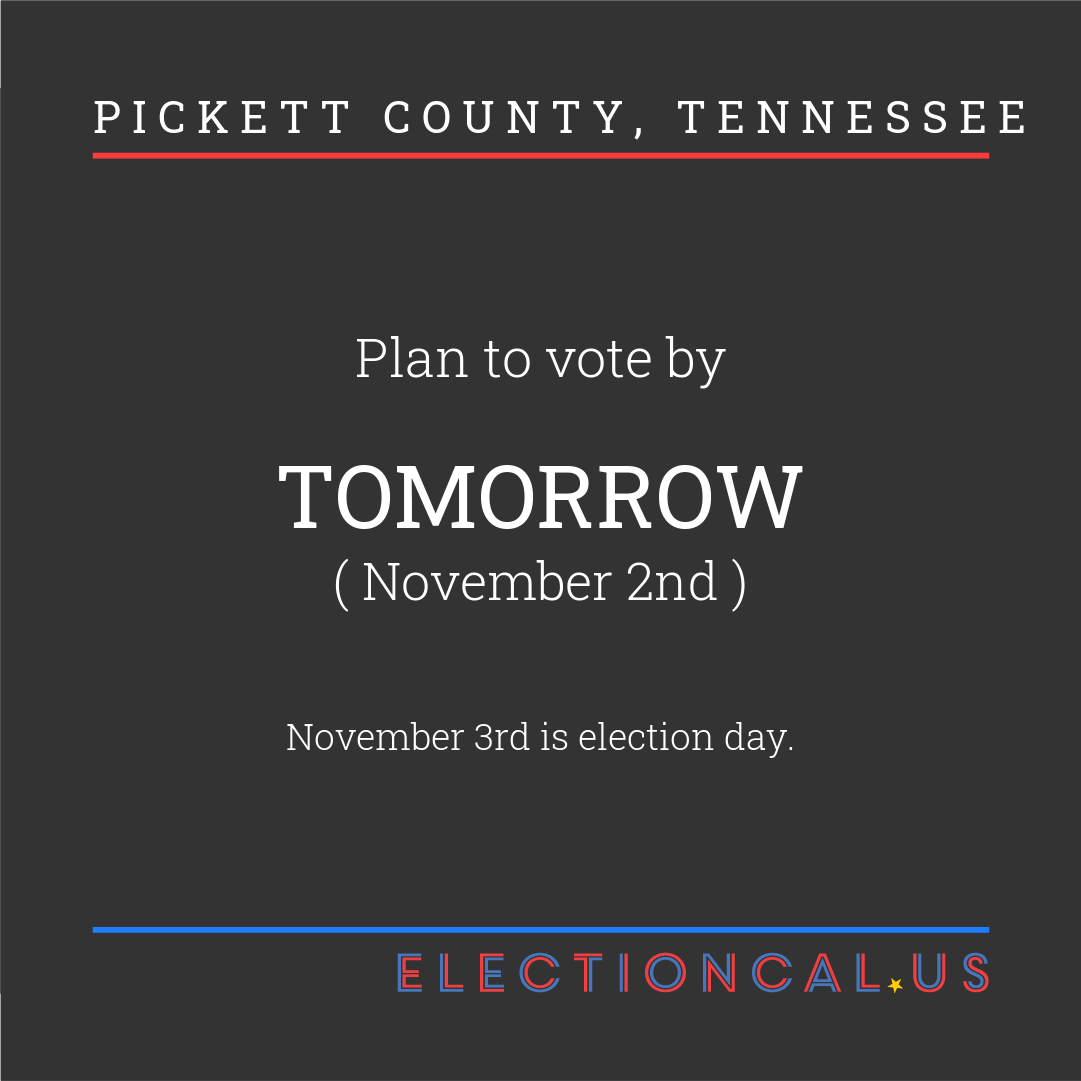 PICKETT COUNTY, TENNESSEE
Plan to vote by
TOMORROW
( November 2nd )
November 3rd is election day.
ELECTIONCAL.US